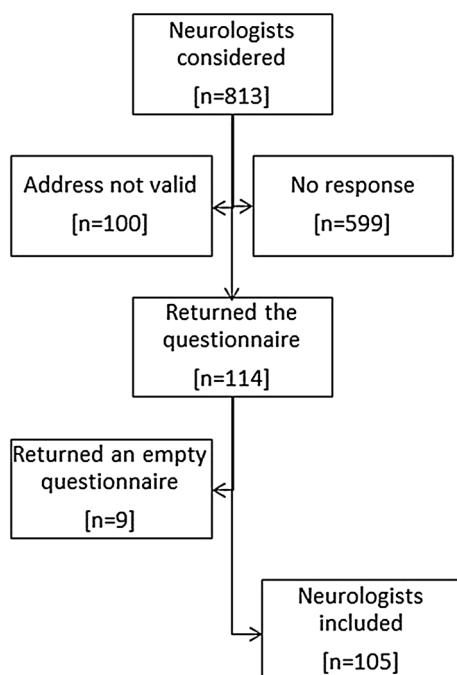 Neurologists
considered
[n=813]
Address not valid
[n=100]
No response
[n=599]
Returned the
questionnaire
[n=114]
Returned an empty
questionnaire
[n=9]
Neurologists
included
[n=105]